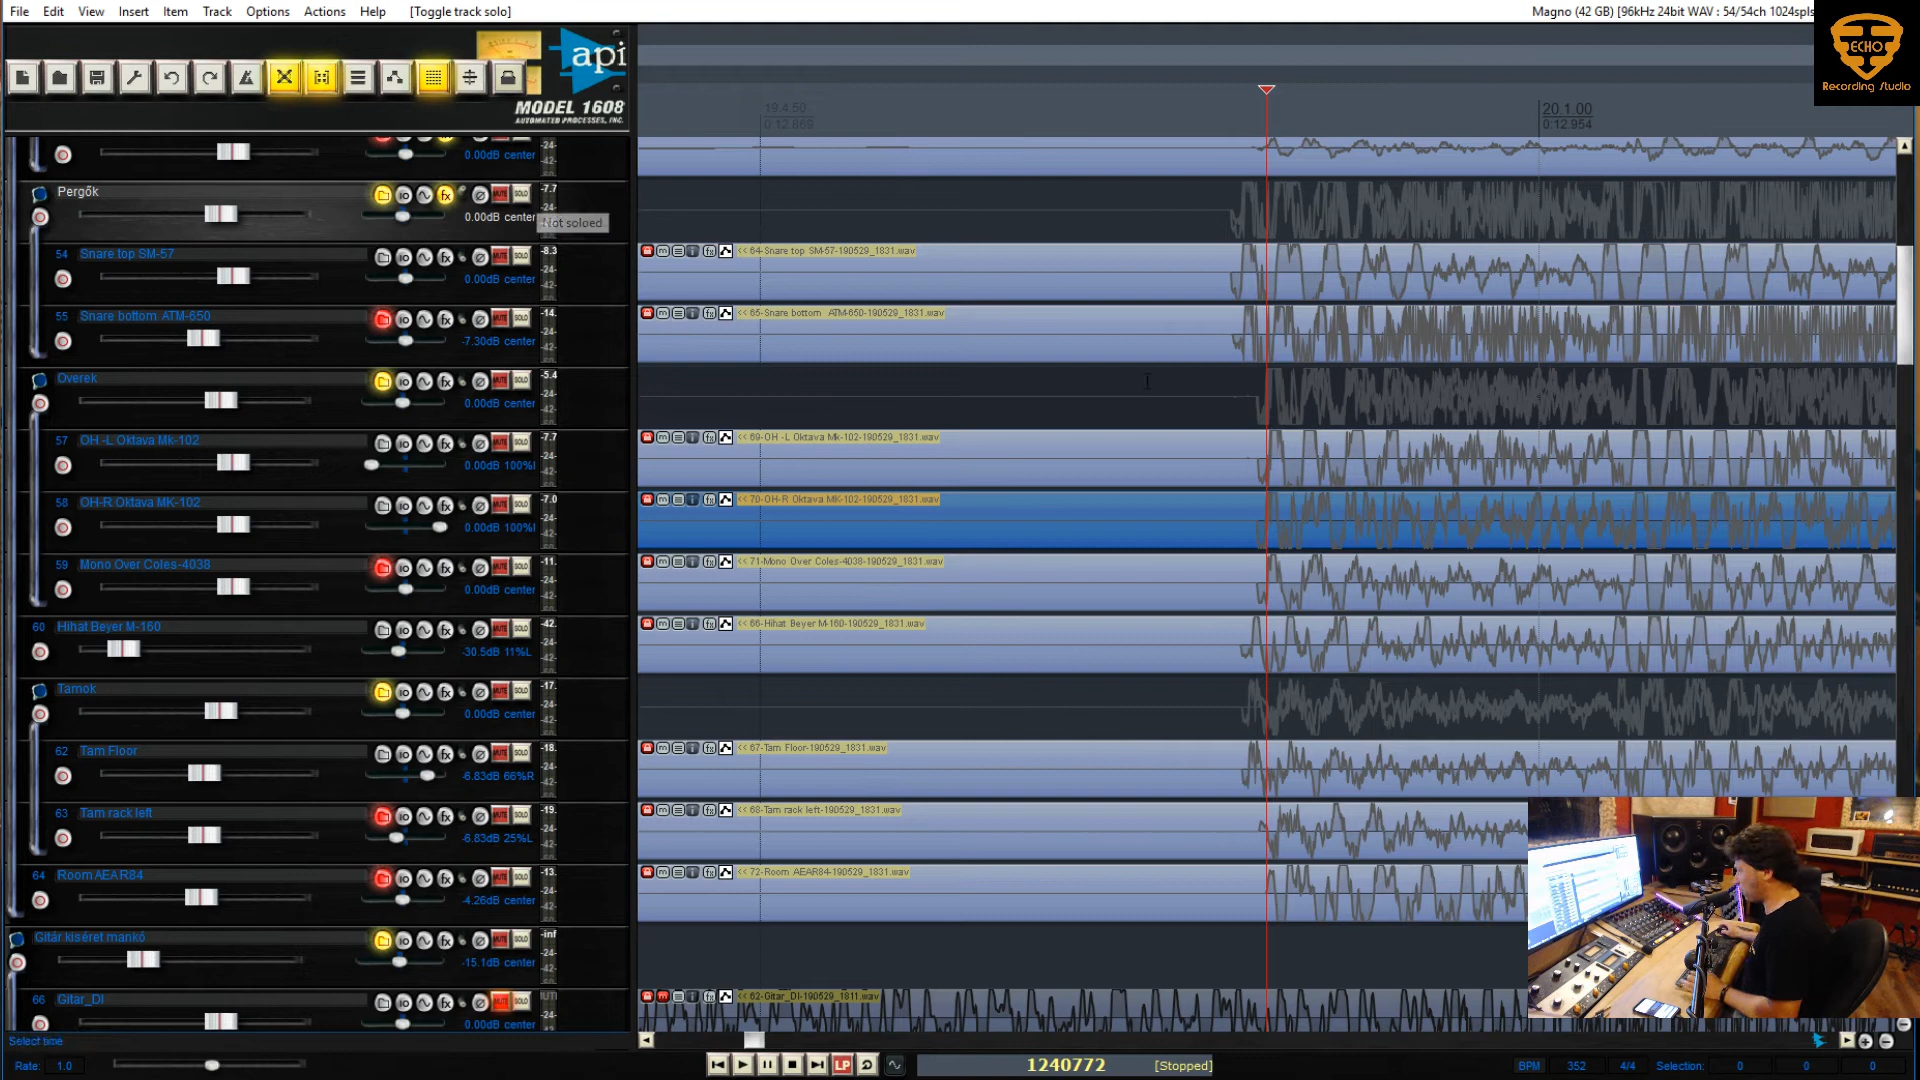 File Edit View Insert Item Track Options Actions Help [Toggle track solo]
Magno (42 GB) [96kHz 24bit WAV : 54/54ch 1024spls
ECHO
Recording Studio
api
MODEL 1608
AUTOMATED PROCESSES, INC.
19.4.50
0:12.869
20.1.00
0:12.954
0.00dB center
Pergők
0.00dB center
Not soloed
54 Snare top SM-57
0.00dB center
<< 64-Snare top SM-57-190529_1831.wav
55 Snare bottom ATM-650
-7.30dB center
<< 65-Snare bottom ATM-650-190529_1831.wav
Overek
0.00dB center
57 OH -L Oktava Mk-102
<< 69-OH -L Oktava Mk-102-190529_1831.wav
58 OH-R Oktava MK-102
<< 70-OH-R Oktava MK-102-190529_1831.wav
59 Mono Over Coles-4038
0.00dB center
<< 71-Mono Over Coles-4038-190529_1831.wav
60 Hihat Beyer M-160
-30.5dB 11%L
<< 66-Hihat Beyer M-160-190529_1831.wav
Tamok
0.00dB center
62 Tam Floor
-6.83dB 66%R
<< 67-Tam Floor-190529_1831.wav
63 Tam rack left
-6.83dB 25%L
<< 68-Tam rack left-190529_1831.wav
64 Room AEA R84
-4.26dB center
<< 72-Room AEAR84-190529_1831.wav
Gitár kiséret mankó
-15.1dB center
66 Gitar_DI
0.00dB center
<< 62-Gitar_DI-190529_1811.wav
Select time
Rate: 1.0
LP
1240772 [Stopped]
BPM 352 4/4 Selection: 0 0 0